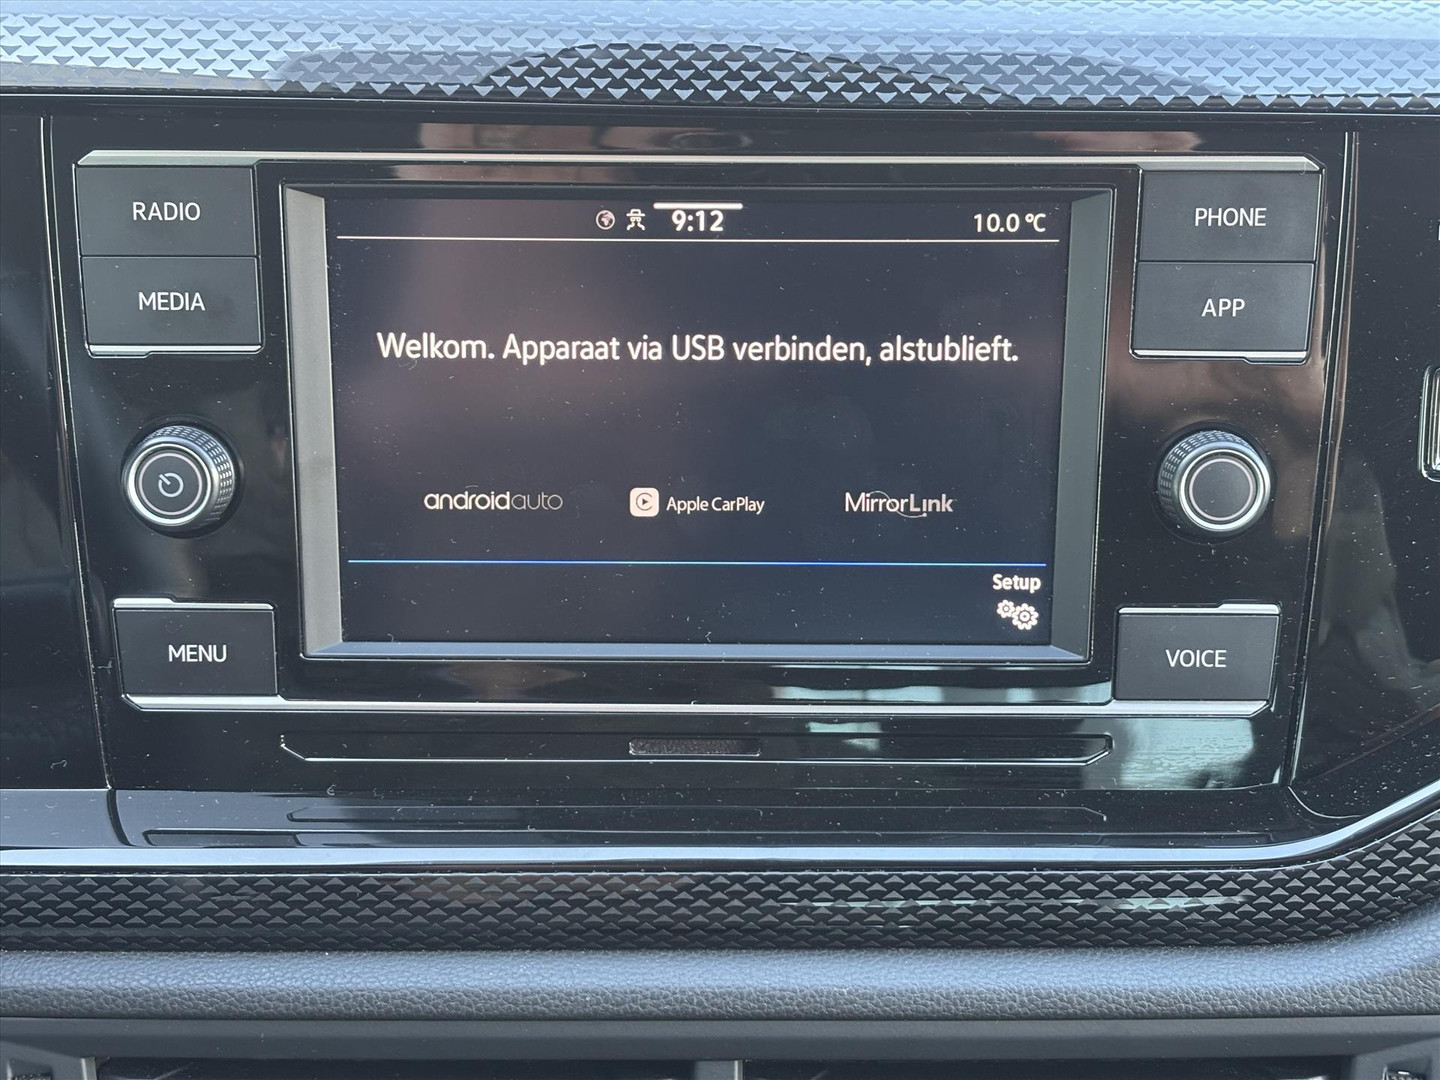 RADIO
MEDIA
MENU
PHONE
APP
VOICE
9:12
10.0 °C
Welkom. Apparaat via USB verbinden, alstublieft.
androidauto
Apple CarPlay
MirrorLink
Setup